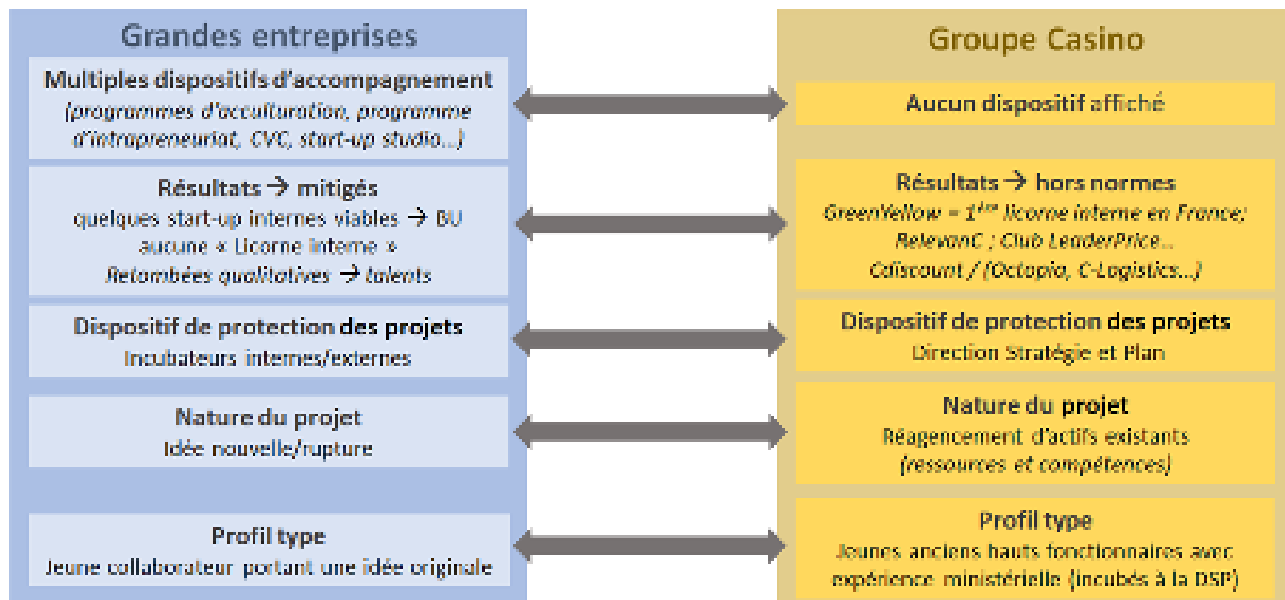 Grandes entreprises
Multiples dispositifs d'accompagnement
(programmes d'acculturation, programme
d'intrapreneuriat, CVC, start-up studio...)
Résultats → mitigés
quelques start-up internes viables → BU
aucune « Licorne interne »
Retombées qualitatives → talents
Dispositif de protection des projets
Incubateurs internes/externes
Nature du projet
Idée nouvelle/rupture
Profil type
Jeune collaborateur portant une idée originale
Groupe Casino
Aucun dispositif affiché
Résultats → hors normes
GreenYellow = 1ère licorne interne en France;
RelevanC ; Club LeaderPrice...
Cdiscount / (Octopia, C-Logistics...)
Dispositif de protection des projets
Direction Stratégie et Plan
Nature du projet
Réagencement d'actifs existants
(ressources et compétences)
Profil type
Jeunes anciens hauts fonctionnaires avec
expérience ministérielle (incubés à la DSP)